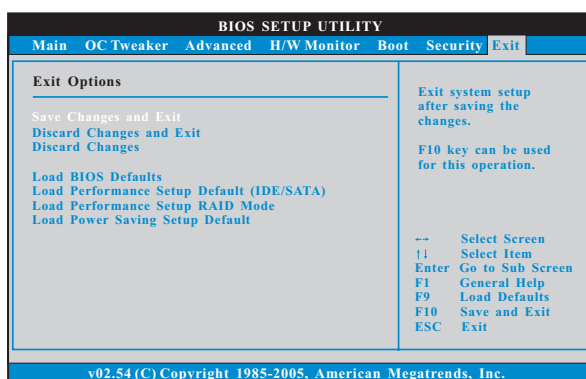 BIOS SETUP UTILITY
Main OC Tweaker Advanced H/W Monitor Boot Security Exit
Exit Options
Save Changes and Exit
Discard Changes and Exit
Discard Changes
Load BIOS Defaults
Load Performance Setup Default (IDE/SATA)
Load Performance Setup RAID Mode
Load Power Saving Setup Default
Exit system setup
after saving the
changes.
F10 key can be used
for this operation.
←→ Select Screen
↑↓ Select Item
Enter Go to Sub Screen
F1 General Help
F9 Load Defaults
F10 Save and Exit
ESC Exit
v02.54 (C) Copyright 1985-2005, American Megatrends, Inc.